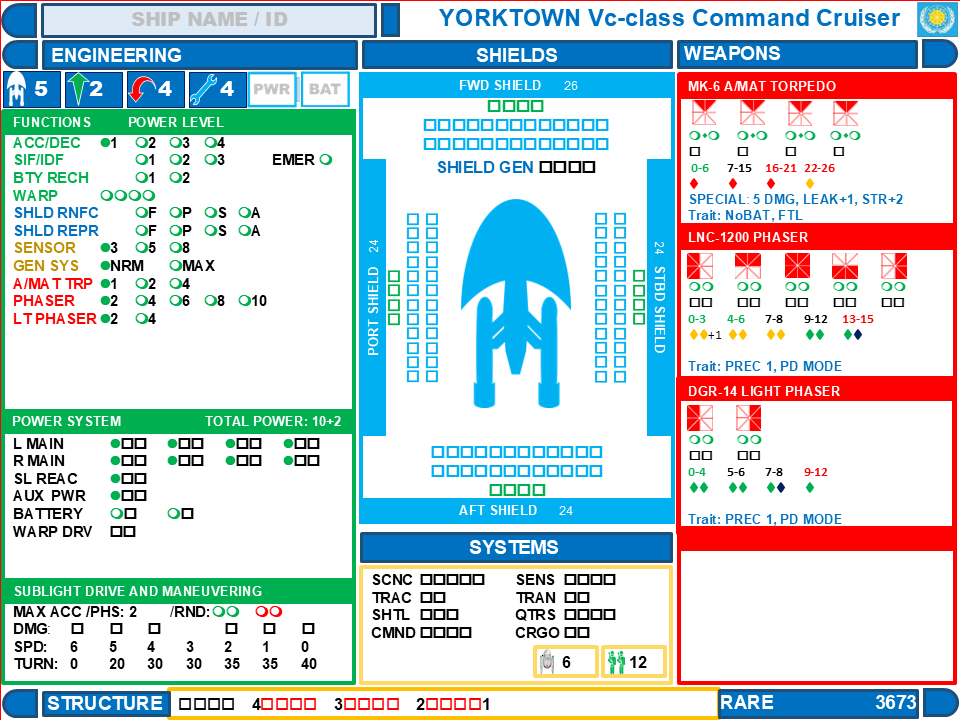 SHIP NAME / ID
YORKTOWN Vc-class Command Cruiser
ENGINEERING
5 2 4 4 PWR BAT
FUNCTIONS POWER LEVEL
ACC/DEC 1 2 3 4
SIF/IDF 1 2 3 EMER
BTY RECH 1 2
WARP
SHLD RNFC F P S A
SHLD REPR F P S A
SENSOR 3 5 8
GEN SYS NRM MAX
A/MAT TRP 1 2 4
PHASER 2 4 6 8 10
LT PHASER 2 4
POWER SYSTEM TOTAL POWER: 10+2
L MAIN
R MAIN
SL REAC
AUX PWR
BATTERY
WARP DRV
SUBLIGHT DRIVE AND MANUVERING
MAX ACC /PHS: 2 /RND:
DMG:
SPD: 6 5 4 3 2 1 0
TURN: 0 20 30 30 35 35 40
SHIELDS
FWD SHIELD 26
SHIELD GEN
PORT SHIELD 24
24 STBD SHIELD
AFT SHIELD 24
SYSTEMS
SCNC SENS
TRAC TRAN
SHTL QTRS
CMND CRGO
6 12
WEAPONS
MK-6 A/MAT TORPEDO
0-6 7-15 16-21 22-26
SPECIAL: 5 DMG, LEAK+1, STR+2
Trait: NoBAT, FTL
LNC-1200 PHASER
0-3 4-6 7-8 9-12 13-15
+1
Trait: PREC 1, PD MODE
DGR-14 LIGHT PHASER
0-4 5-6 7-8 9-12
Trait: PREC 1, PD MODE
STRUCTURE 4 3 2 1
RARE 3673